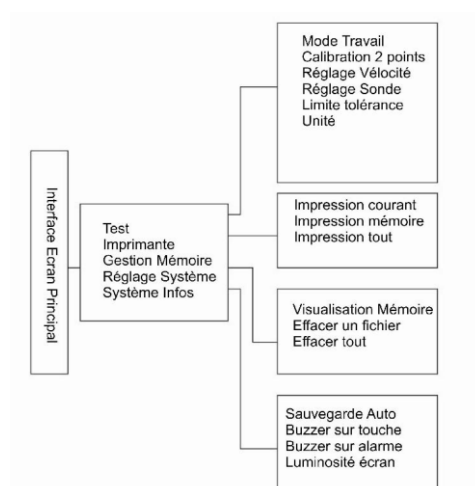 Interface Ecran Principal
Test
Imprimante
Gestion Mémoire
Réglage Système
Système Infos
Mode Travail
Calibration 2 points
Réglage Vélocité
Réglage Sonde
Limite tolérance
Unité
Impression courant
Impression mémoire
Impression tout
Visualisation Mémoire
Effacer un fichier
Effacer tout
Sauvegarde Auto
Buzzer sur touche
Buzzer sur alarme
Luminosité écran